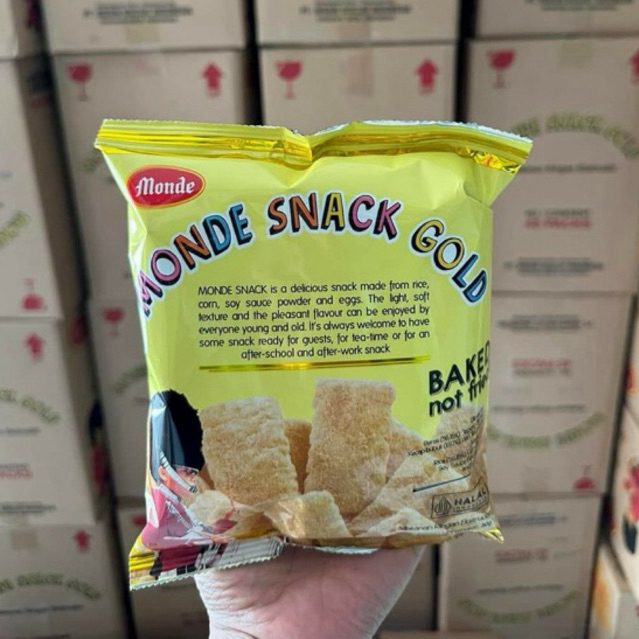 Monde
MONDE SNACK GOLD
MONDE SNACK is a delicious snack made from rice,
corn, soy sauce powder and eggs. The light, soft
texture and the pleasant flavour can be enjoyed by
everyone young and old. It's always welcome to have
some snack ready for guests, for tea-time or for an
after-school and after-work snack
BAKED
not
HALAL